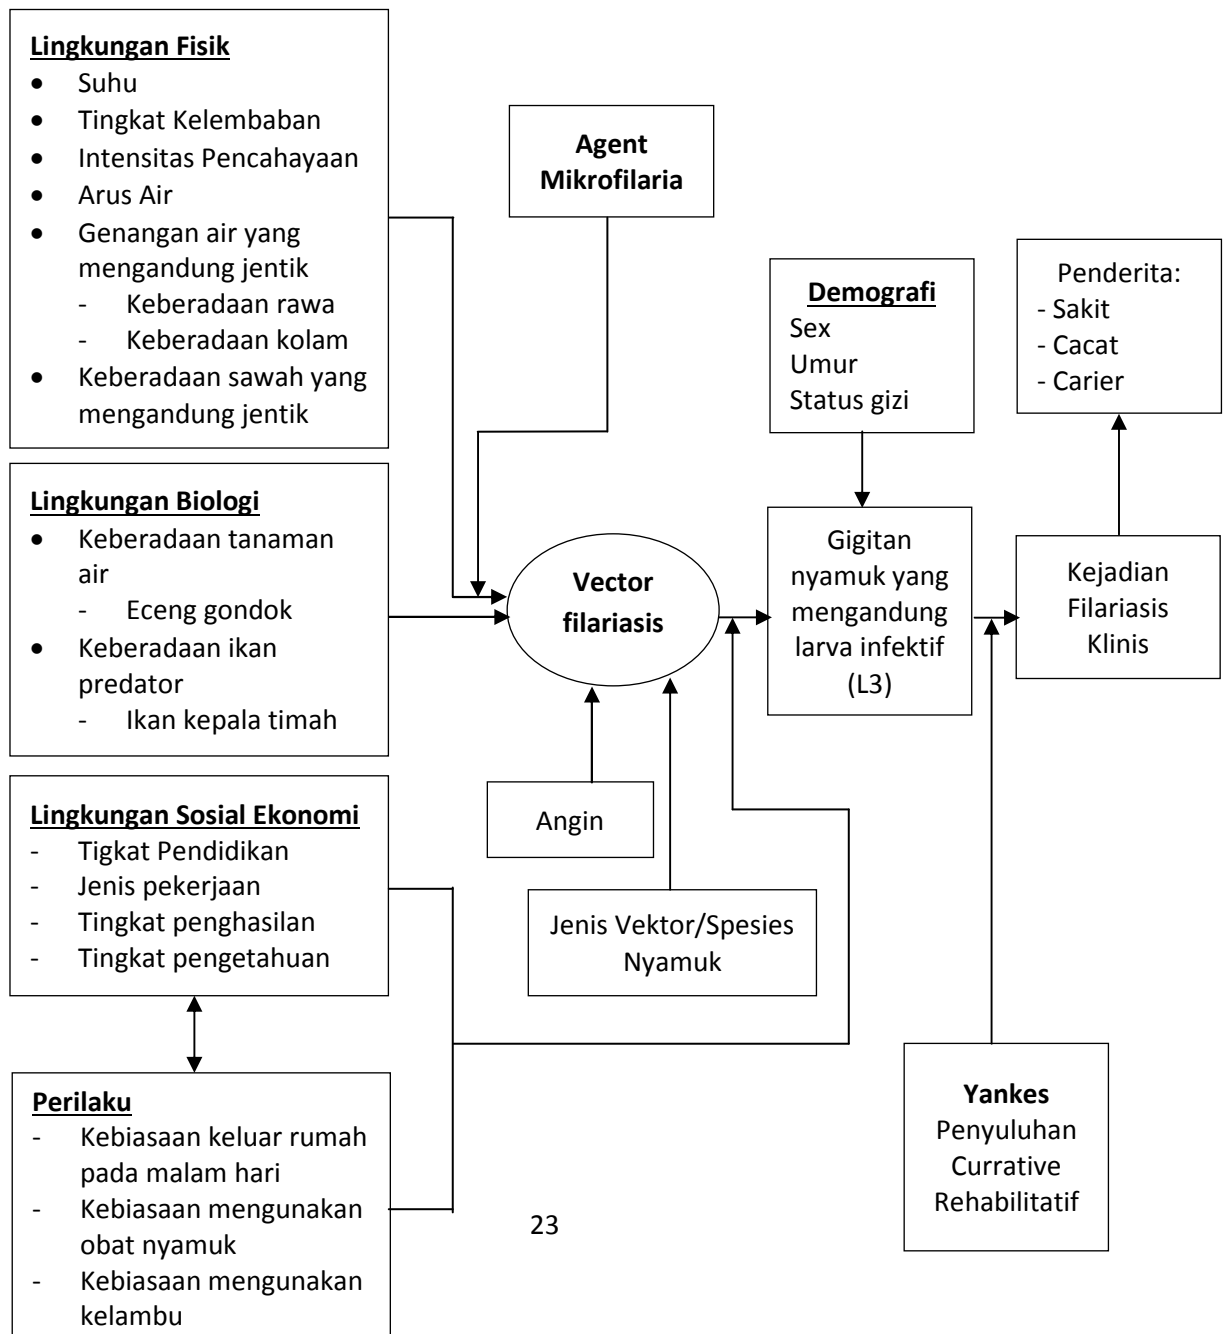 Lingkungan Fisik
• Suhu
• Tingkat Kelembaban
• Intensitas Pencahayaan
• Arus Air
• Genangan air yang
mengandung jentik
- Keberadaan rawa
- Keberadaan kolam
• Keberadaan sawah yang
mengandung jentik
Agent
Mikrofilaria
Demografi
Sex
Umur
Status gizi
Penderita:
- Sakit
- Cacat
- Carier
Lingkungan Biologi
• Keberadaan tanaman
air
- Eceng gondok
• Keberadaan ikan
predator
- Ikan kepala timah
Vector
filariasis
Gigitan
nyamuk yang
mengandung
larva infektif
(L3)
Kejadian
Filariasis
Klinis
Angin
Jenis Vektor/Spesies
Nyamuk
Lingkungan Sosial Ekonomi
- Tigkat Pendidikan
- Jenis pekerjaan
- Tingkat penghasilan
- Tingkat pengetahuan
Perilaku
- Kebiasaan keluar rumah
pada malam hari
- Kebiasaan mengunakan
obat nyamuk
- Kebiasaan mengunakan
kelambu
Yankes
Penyuluhan
Currative
Rehabilitatif
23